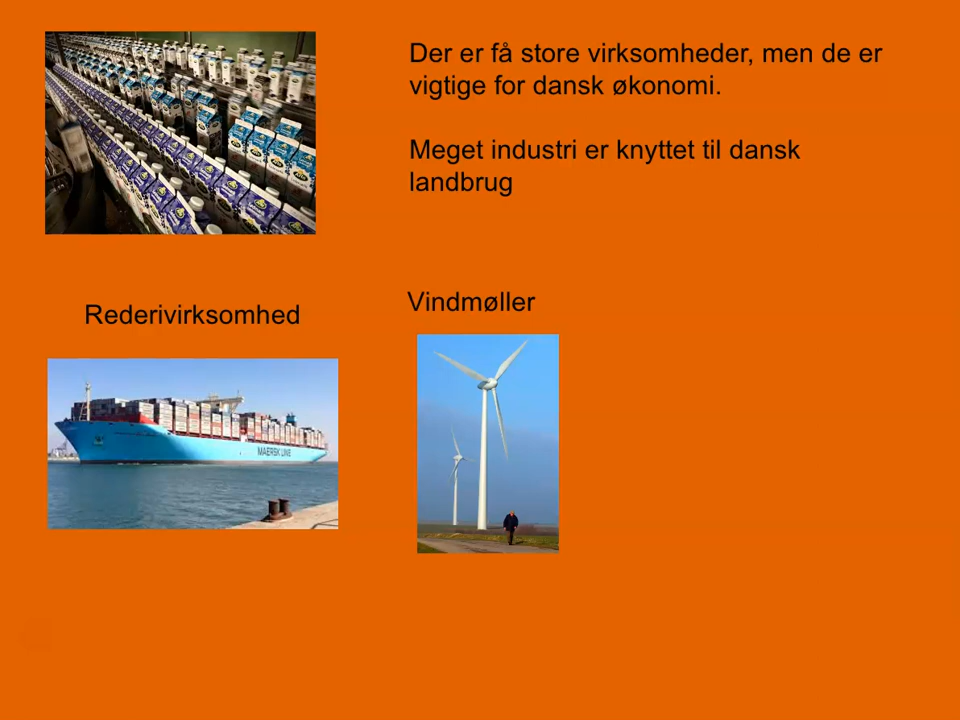 Der er få store virksomheder, men de er
vigtige for dansk økonomi.
Meget industri er knyttet til dansk
landbrug
Rederivirksomhed
Vindmøller
MAERSK LINE